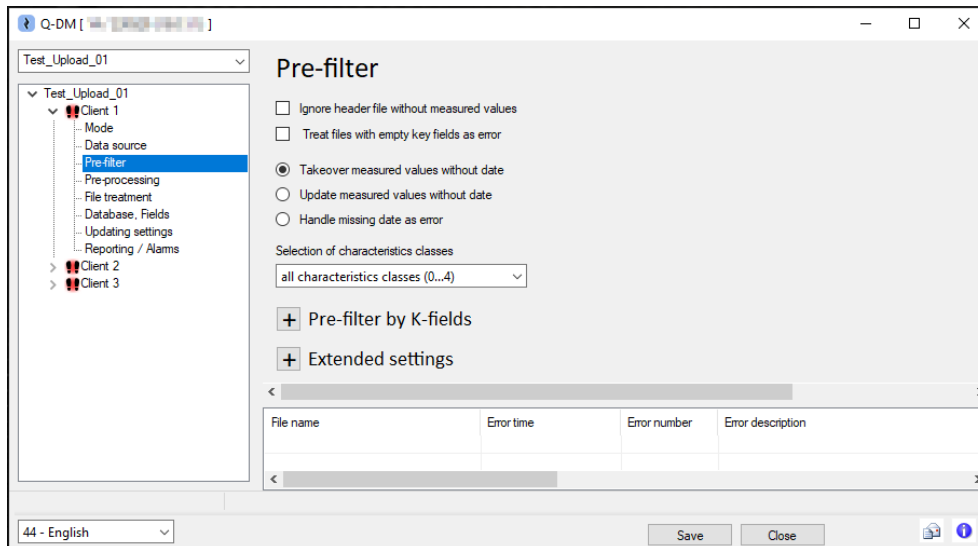 Q-DM [ ]
Test_Upload_01
Test_Upload_01
Client 1
Mode
Data source
Pre-filter
Pre-processing
File treatment
Database, Fields
Updating settings
Reporting / Alarms
Client 2
Client 3
Pre-filter
Ignore header file without measured values
Treat files with empty key fields as error
Takeover measured values without date
Update measured values without date
Handle missing date as error
Selection of characteristics classes
all characteristics classes (0...4)
+ Pre-filter by K-fields
+ Extended settings
File name Error time Error number Error description
44 - English
Save Close